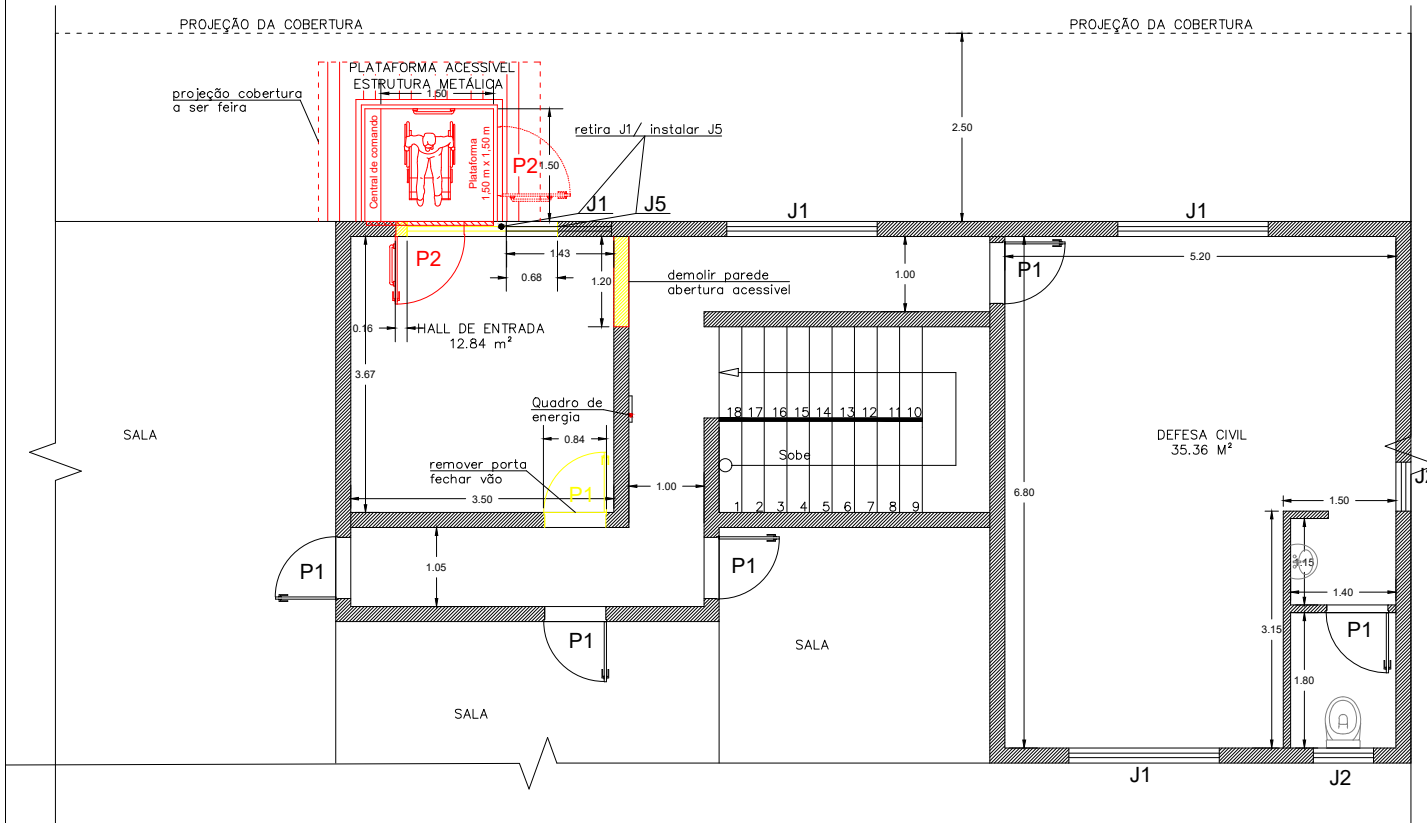 PROJEÇÃO DA COBERTURA
PROJEÇÃO DA COBERTURA
PLATAFORMA ACESSÍVEL
ESTRUTURA METÁLICA
1.50
projeção cobertura
a ser feira
Central de comando
Plataforma
1,50 m x 1,50 m
P2
1.50
retira J1/ instalar J5
2.50
J1
J5
J1
J1
P2
1.43
0.68
1.20
demolir parede
abertura acessivel
1.00
P1
5.20
0.16
HALL DE ENTRADA
12.84 m²
3.67
Quadro de
energia
0.84
remover porta
fechar vão
P1
3.50
1.00
18 17 16 15 14 13 12 11 10
Sobe
1 2 3 4 5 6 7 8 9
SALA
DEFESA CIVIL
35.36 M²
6.80
1.50
1.15
1.40
3.15
P1
1.80
P1
1.05
P1
P1
SALA
SALA
J1
J2